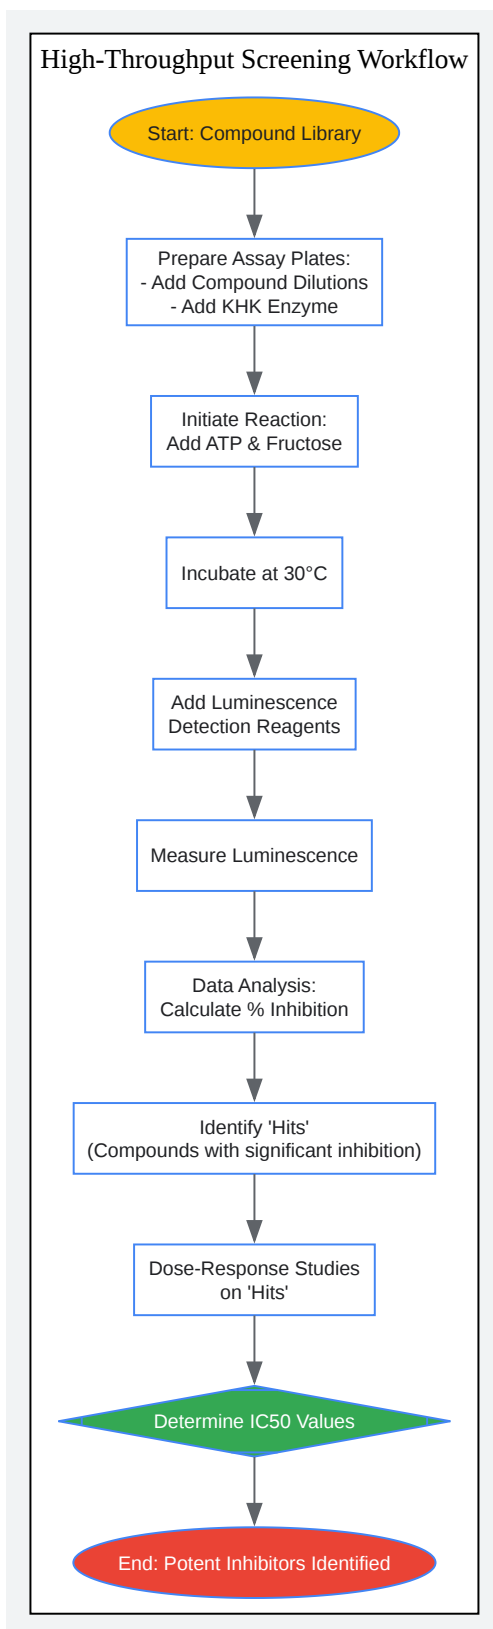 High-Throughput Screening Workflow
Start: Compound Library
Prepare Assay Plates:
- Add Compound Dilutions
- Add KHK Enzyme
Initiate Reaction:
Add ATP & Fructose
Incubate at 30°C
Add Luminescence
Detection Reagents
Measure Luminescence
Data Analysis:
Calculate % Inhibition
Identify 'Hits'
(Compounds with significant inhibition)
Dose-Response Studies
on 'Hits'
Determine IC50 Values
End: Potent Inhibitors Identified